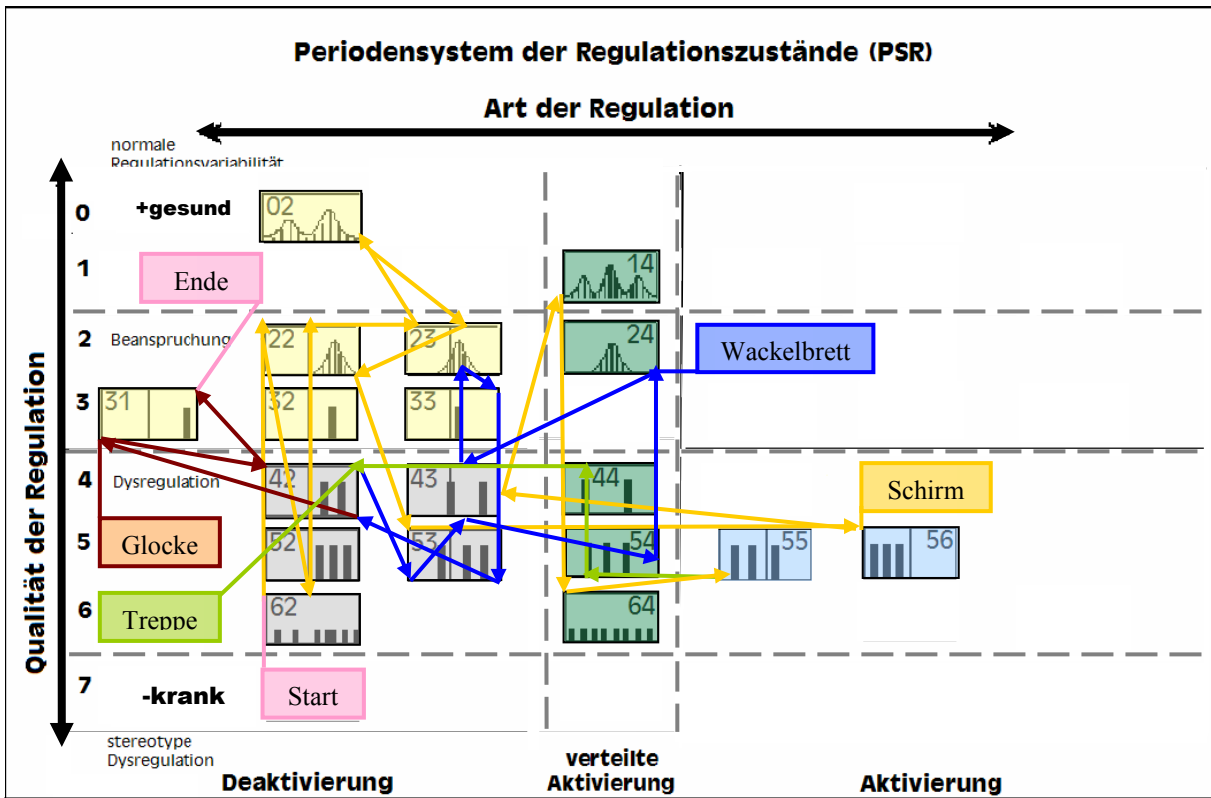 Periodensystem der Regulationszustände (PSR)
Art der Regulation
normale
Regulationsvariabilität
Qualität der Regulation
0
+gesund
02
1
Ende
14
2
Beanspruchung
22
23
24
Wackelbrett
3
31
32
33
4
Dysregulation
42
43
44
Schirm
5
Glocke
52
53
54
55
56
6
Treppe
62
64
7
-krank
Start
stereotype
Dysregulation
Deaktivierung
verteilte
Aktivierung
Aktivierung